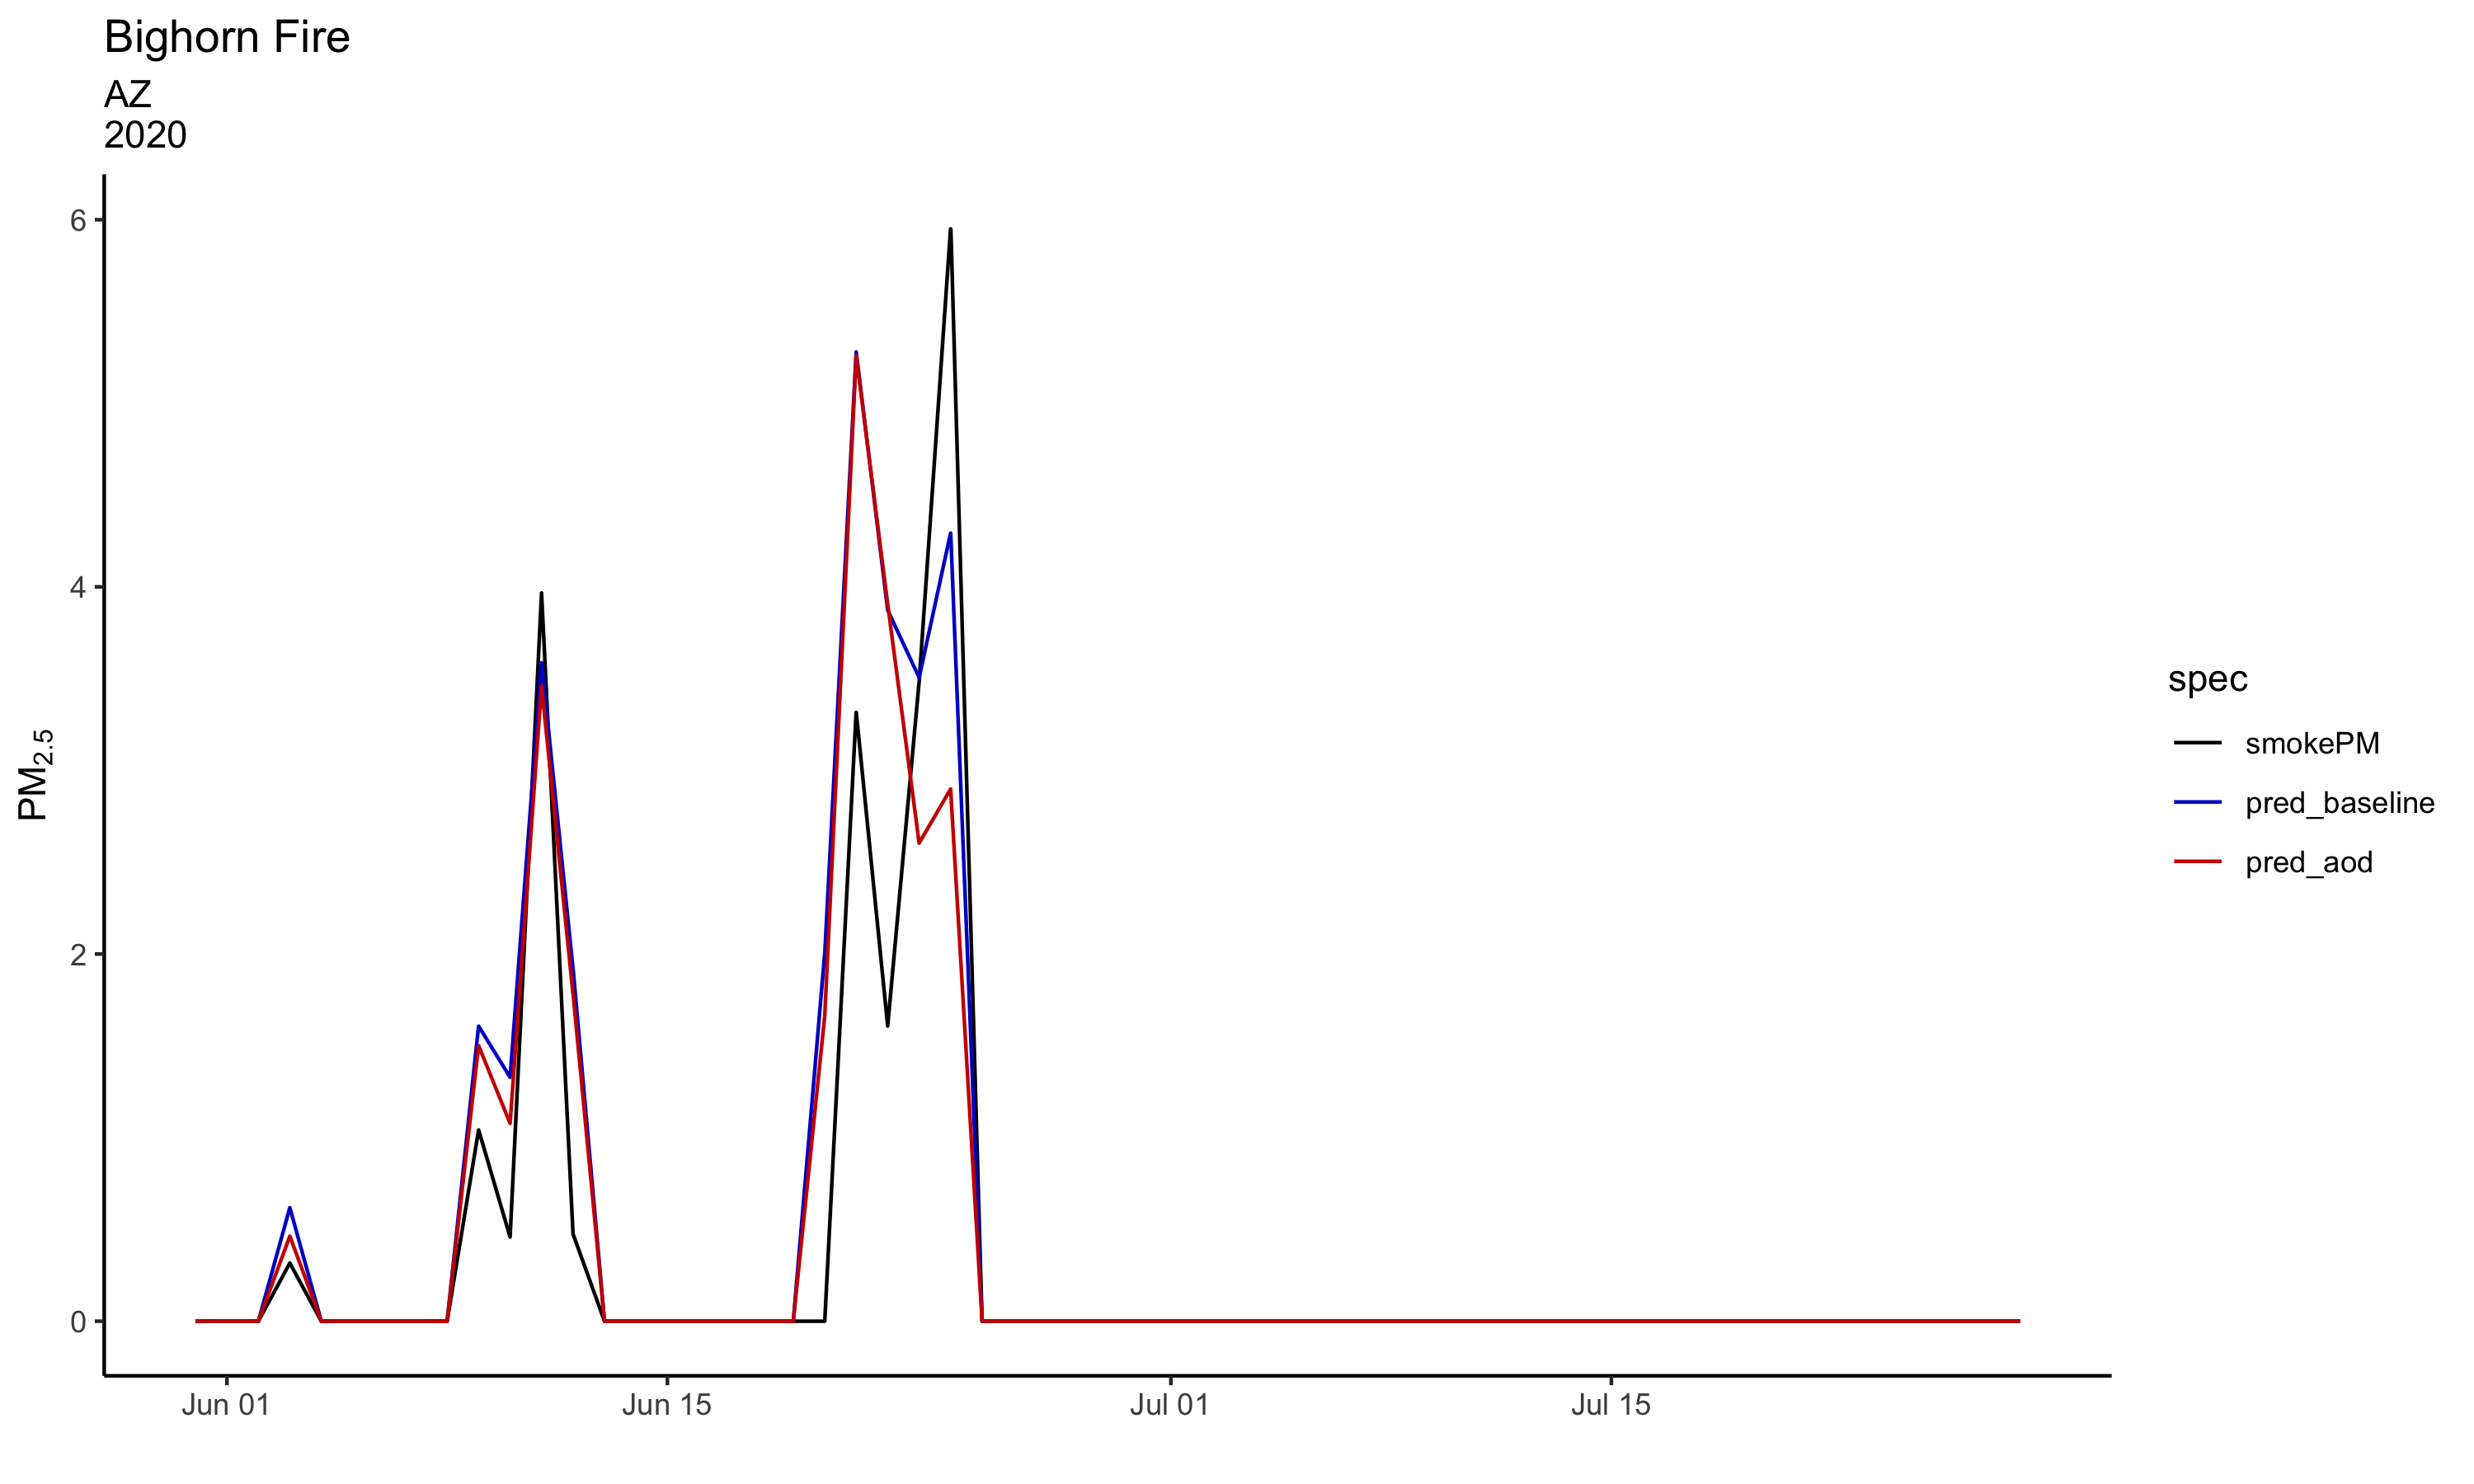 Bighorn Fire
AZ
2020
6
4
2
0
PM2.5
Jun 01
Jun 15
Jul 01
Jul 15
spec
smokePM
pred_baseline
pred_aod